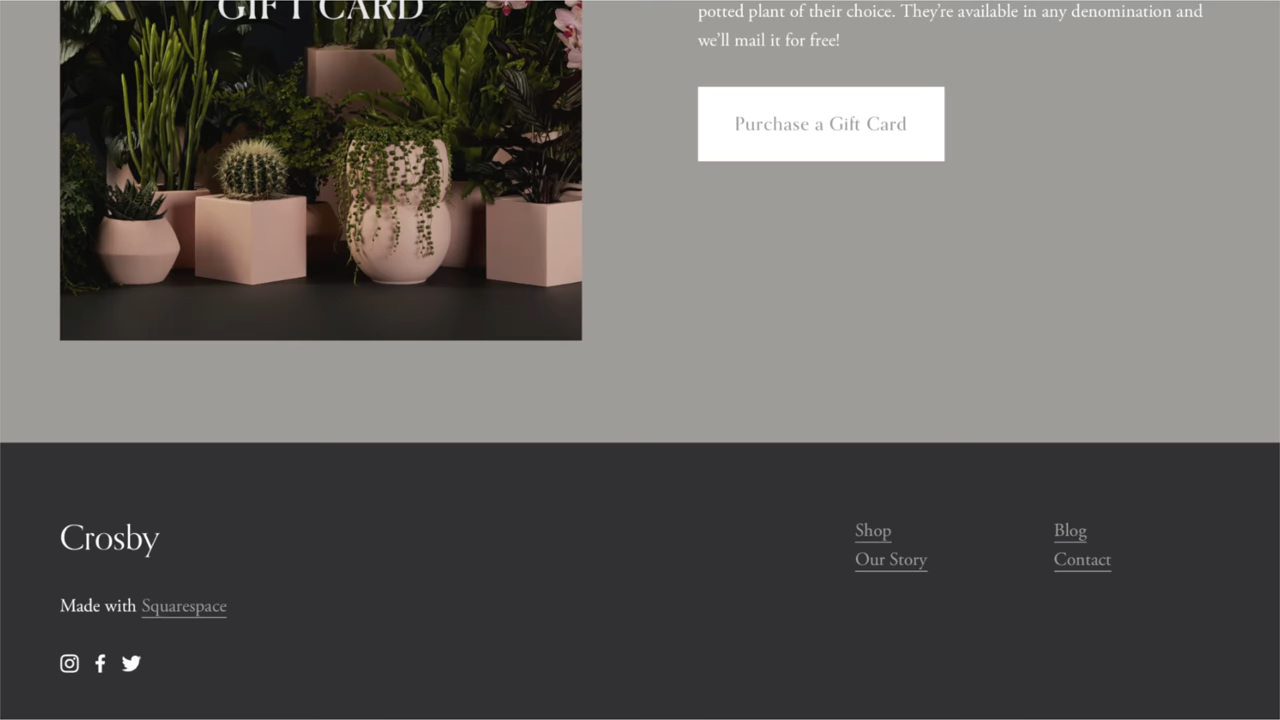 GIFT CARD
potted plant of their choice. They’re available in any denomination and
we’ll mail it for free!
Purchase a Gift Card
Crosby
Made with Squarespace
Shop
Our Story
Blog
Contact